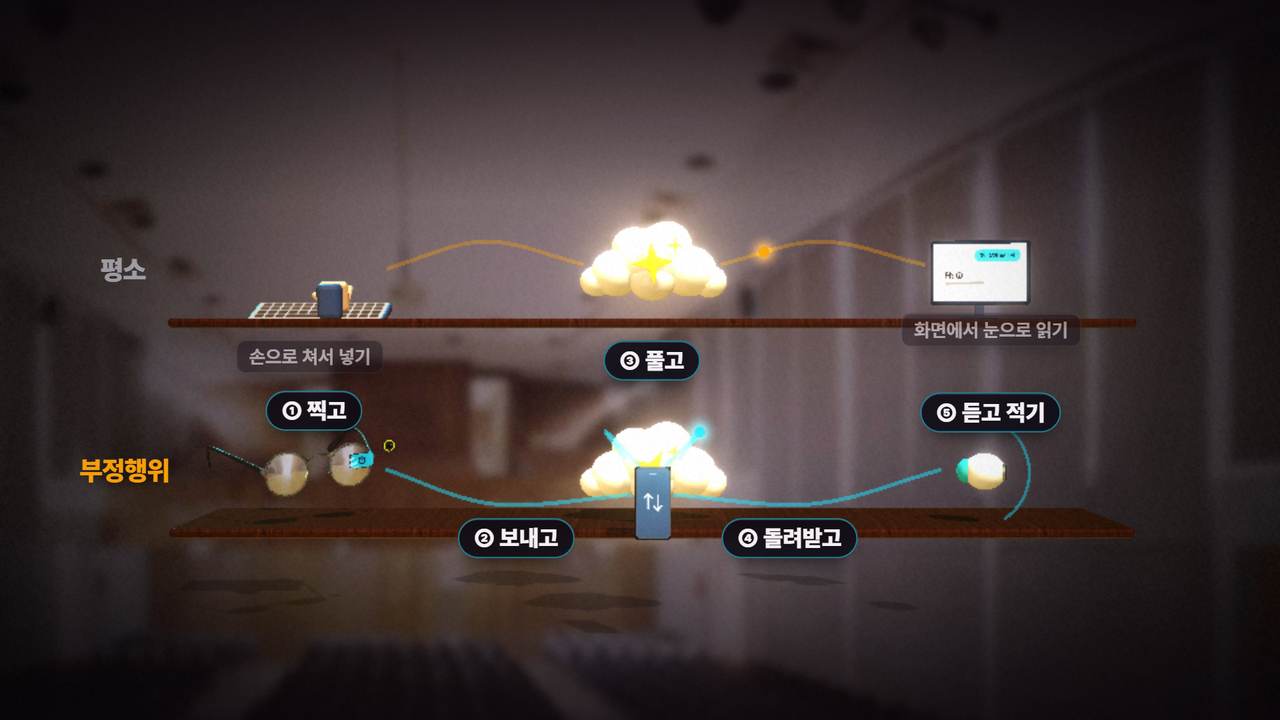 평소
손으로 쳐서 넣기
③ 풀고
화면에서 눈으로 읽기
① 찍고
⑤ 듣고 적기
부정행위
② 보내고
④ 돌려받고